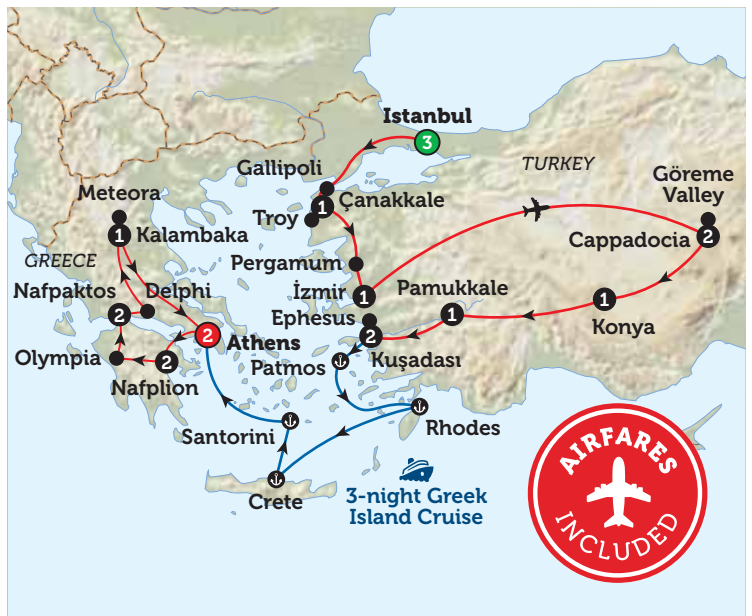 Istanbul
3
Gallipoli
TURKEY
Göreme
Valley
Meteora
1
Çanakkale
Troy
1
Kalambaka
Cappadocia
2
GREECE
Pergamum
Nafpaktos
Delphi
İzmir
1
Pamukkale
1
1
Konya
2
Ephesus
2
Athens
2
Kuşadası
Olympia
2
Patmos
Nafplion
Rhodes
Santorini
Crete
3-night Greek
Island Cruise
AIRFARES
INCLUDED